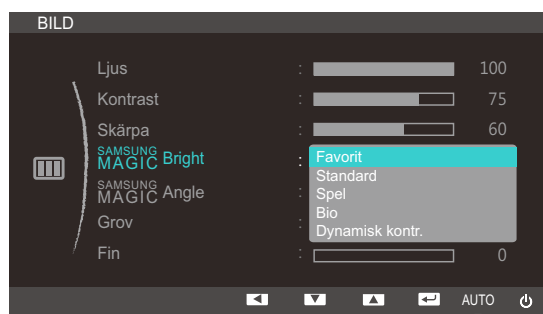 BILD
Ljus : 100
Kontrast : 75
Skärpa : 60
SAMSUNG MAGIC Bright : Favorit
Standard
SAMSUNG MAGIC Angle : Spel
Bio
Grov : Dynamisk kontr.
Fin : 0
AUTO